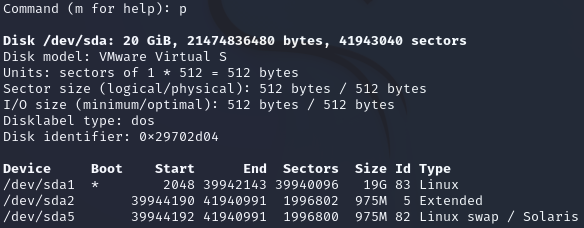 Command (m for help): p
Disk /dev/sda: 20 GiB, 21474836480 bytes, 41943040 sectors
Disk model: VMware Virtual S
Units: sectors of 1 * 512 = 512 bytes
Sector size (logical/physical): 512 bytes / 512 bytes
I/O size (minimum/optimal): 512 bytes / 512 bytes
Disklabel type: dos
Disk identifier: 0×29702d04
Device     Boot    Start      End  Sectors  Size Id Type
/dev/sda1  *        2048 39942143 39940096   19G 83 Linux
/dev/sda2       39944190 41940991  1996802  975M  5 Extended
/dev/sda5       39944192 41940991  1996800  975M 82 Linux swap / Solaris